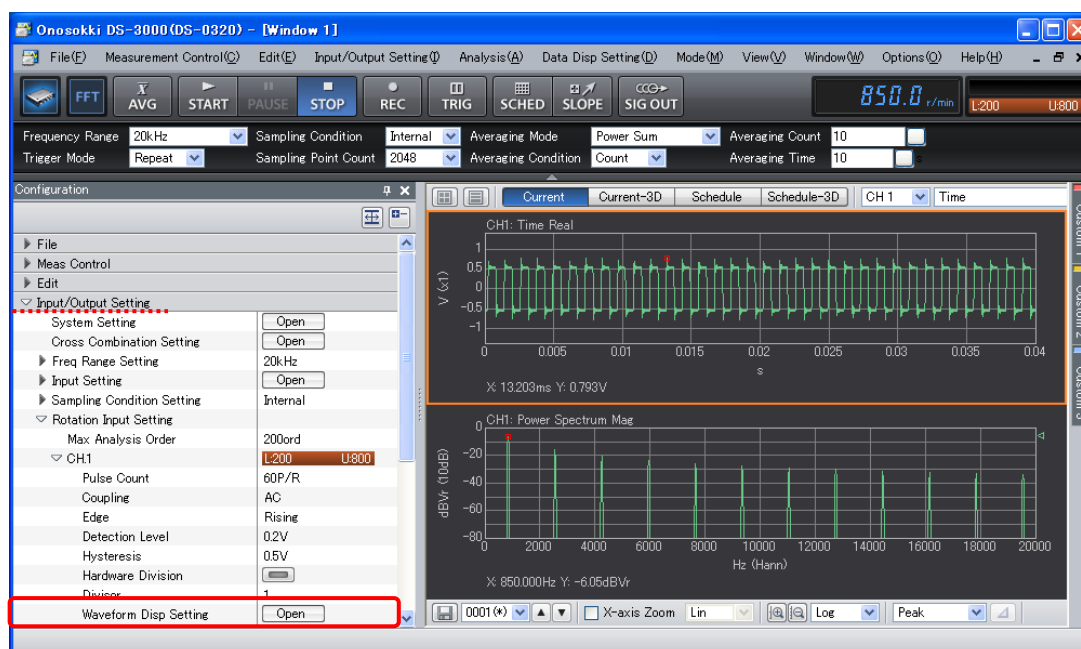 Onosokki DS-3000(DS-0320) - [Window 1]
File(F) Measurement Control(C) Edit(E) Input/Output Setting(I) Analysis(A) Data Disp Setting(D) Mode(M) View(V) Window(W) Options(O) Help(H)
FFT X AVG START PAUSE STOP REC TRIG SCHED SLOPE SIG OUT 850.0 r/min L:200 U:800
Frequency Range 20kHz Sampling Condition Internal Averaging Mode Power Sum Averaging Count 10
Trigger Mode Repeat Sampling Point Count 2048 Averaging Condition Count Averaging Time 10 s
Configuration
Current Current-3D Schedule Schedule-3D CH 1 Time
File
Meas Control
Edit
Input/Output Setting
System Setting Open
Cross Combination Setting Open
Freq Range Setting 20kHz
Input Setting Open
Sampling Condition Setting Internal
Rotation Input Setting
Max Analysis Order 200ord
CH.1 L:200 U:800
Pulse Count 60P/R
Coupling AC
Edge Rising
Detection Level 0.2V
Hysteresis 0.5V
Hardware Division
Divisor 1
Waveform Disp Setting Open
CH1: Time Real
V (x1)
1
0.5
0
-0.5
-1
0 0.005 0.01 0.015 0.02 0.025 0.03 0.035 0.04
s
X: 13.203ms Y: 0.793V
CH1: Power Spectrum Mag
dBVr (10dB)
0
-20
-40
-60
-80
0 2000 4000 6000 8000 10000 12000 14000 16000 18000 20000
Hz (Hann)
X: 850.000Hz Y: -6.05dBVr
0001(*) X-axis Zoom Lin Log Peak
Custom 1
Custom 2
Custom 3